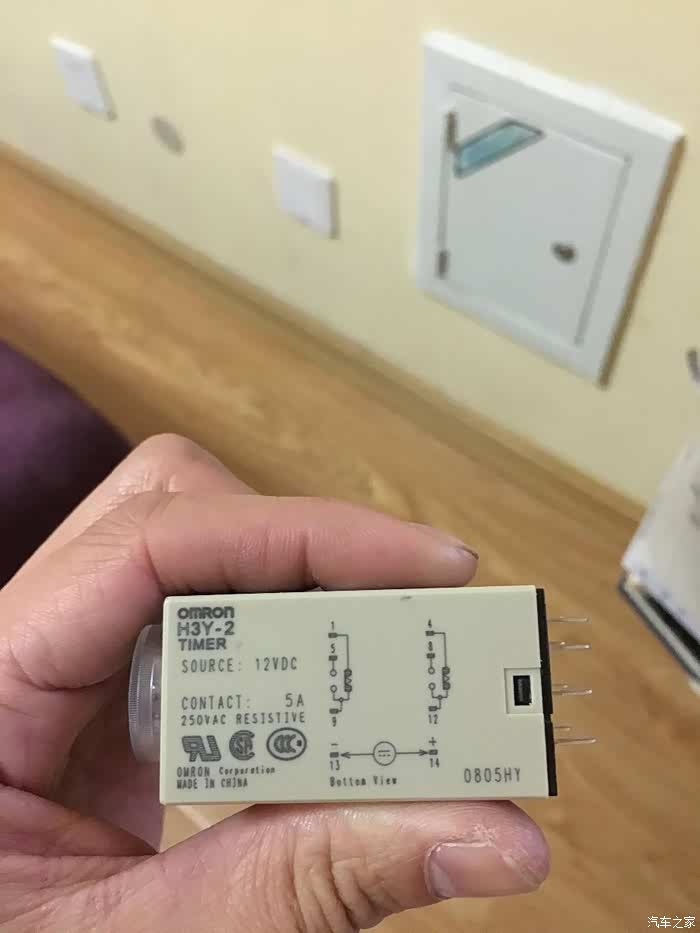 OMRON
H3Y-2
TIMER
SOURCE: 12VDC
CONTACT: 5A
250VAC RESISTIVE
OMRON Corporation
MADE IN CHINA
1 4
5 8
9 12
- +
13 14
Bottom View
0805HY
汽车之家